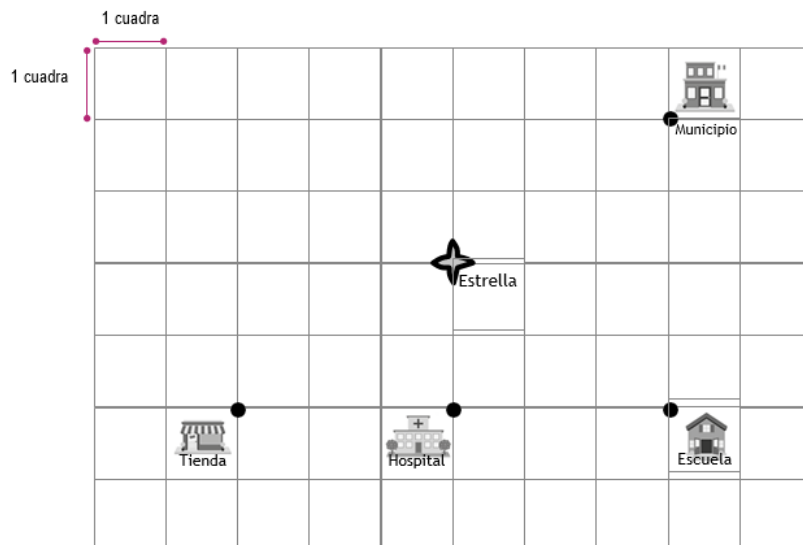 1 cuadra
1 cuadra
Municipio
Estrella
Tienda
Hospital
Escuela